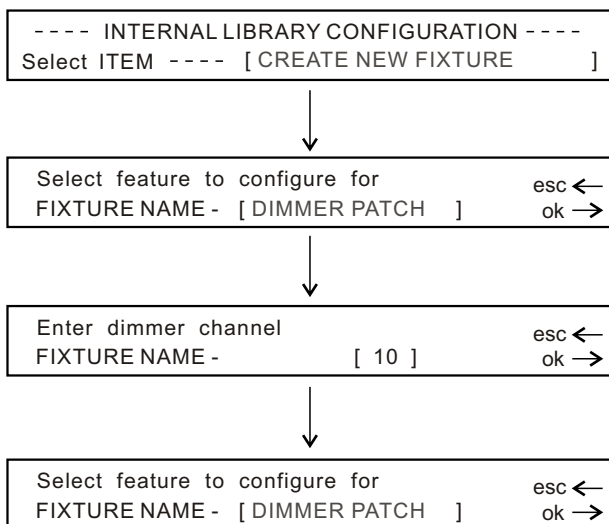 ---- INTERNAL LIBRARY CONFIGURATION ----
Select ITEM ---- [ CREATE NEW FIXTURE ]
Select feature to configure for esc ←
FIXTURE NAME - [ DIMMER PATCH ] ok →
Enter dimmer channel esc ←
FIXTURE NAME - [ 10 ] ok →
Select feature to configure for esc ←
FIXTURE NAME - [ DIMMER PATCH ] ok →